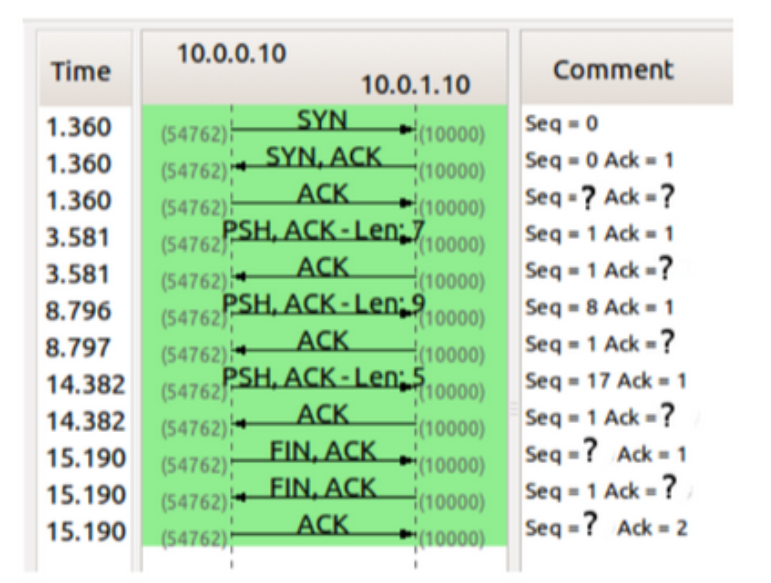 10.0.0.10
Time 10.0.1.10 Comment
1.360 (54762) SYN (10000) Seq = 0
1.360 (54762) SYN, ACK (10000) Seq = 0 Ack = 1
1.360 (54762) ACK (10000) Seq = ? Ack = ?
3.581 (54762) PSH, ACK - Len: 7 (10000) Seq = 1 Ack = 1
3.581 (54762) ACK (10000) Seq = 1 Ack = ?
8.796 (54762) PSH, ACK - Len: 9 (10000) Seq = 8 Ack = 1
8.797 (54762) ACK (10000) Seq = 1 Ack = ?
14.382 (54762) PSH, ACK - Len: 5 (10000) Seq = 17 Ack = 1
14.382 (54762) ACK (10000) Seq = 1 Ack = ?
15.190 (54762) FIN, ACK (10000) Seq = ? Ack = 1
15.190 (54762) FIN, ACK (10000) Seq = 1 Ack = ?
15.190 (54762) ACK (10000) Seq = ? Ack = 2